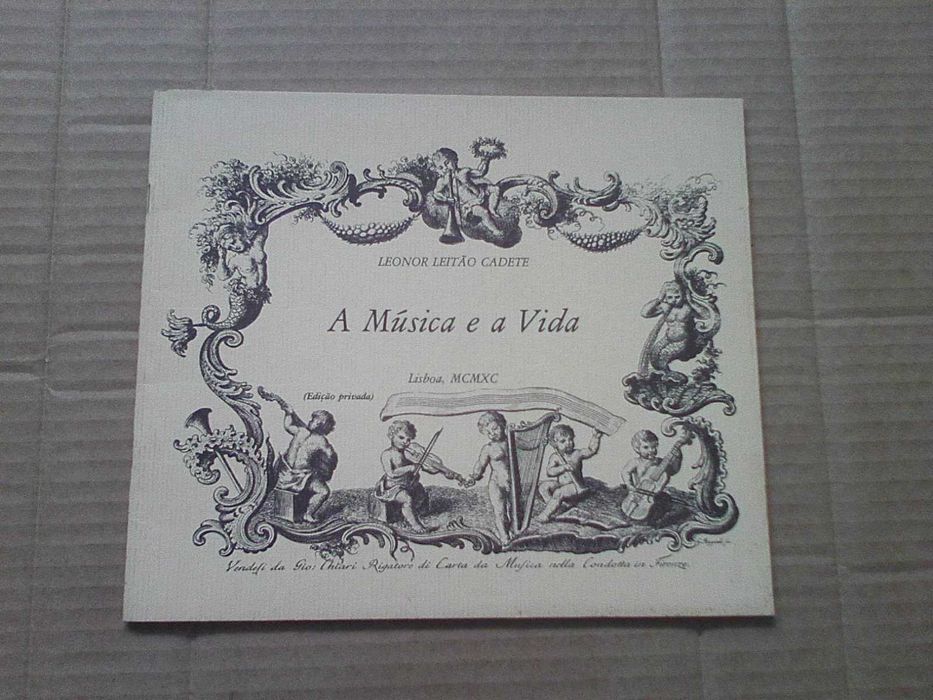 LEONOR LEITÃO CADETE
A Música e a Vida
Lisboa, MCMXC
(Edição privada)
Vendesi da Gio: Chiari Rigatore di Carta da Musica nella Condotta in Firenze.